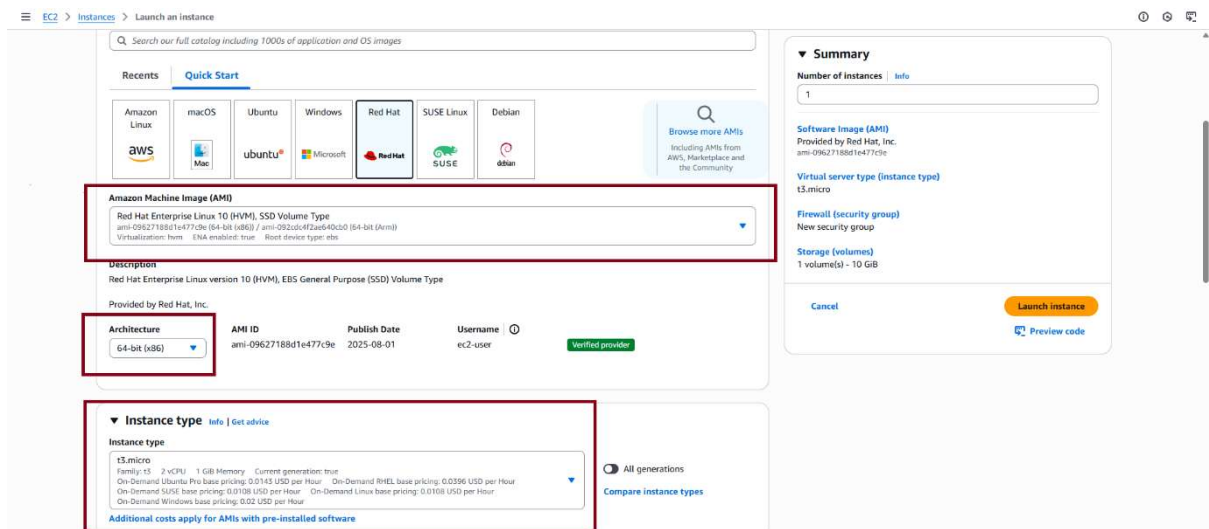 EC2 > Instances > Launch an instance
Search our full catalog including 1000s of application and OS images
Recents Quick Start
Amazon Linux
aws
macOS
Mac
Ubuntu
ubuntu®
Windows
Microsoft
Red Hat
Red Hat
SUSE Linux
SUSE
Debian
debian
Browse more AMIs
Including AMIs from
AWS, Marketplace and
the Community
Amazon Machine Image (AMI)
Red Hat Enterprise Linux 10 (HVM), SSD Volume Type
ami-09627188d1e477c9e (64-bit (x86)) / ami-092cdc4f2ae640cb0 (64-bit (Arm))
Virtualization: hvm ENA enabled: true Root device type: ebs
Description
Red Hat Enterprise Linux version 10 (HVM), EBS General Purpose (SSD) Volume Type
Provided by Red Hat, Inc.
Architecture AMI ID Publish Date Username
64-bit (x86) ami-09627188d1e477c9e 2025-08-01 ec2-user Verified provider
Instance type Info | Get advice
Instance type
t3.micro
Family: t3 2 vCPU 1 GiB Memory Current generation: true
On-Demand Ubuntu Pro base pricing: 0.0143 USD per Hour On-Demand RHEL base pricing: 0.0396 USD per Hour
On-Demand SUSE base pricing: 0.0108 USD per Hour On-Demand Linux base pricing: 0.0108 USD per Hour
On-Demand Windows base pricing: 0.02 USD per Hour
Additional costs apply for AMIs with pre-installed software
All generations
Compare instance types
Summary
Number of instances Info
1
Software Image (AMI)
Provided by Red Hat, Inc.
ami-09627188d1e477c9e
Virtual server type (instance type)
t3.micro
Firewall (security group)
New security group
Storage (volumes)
1 volume(s) - 10 GiB
Cancel Launch instance
Preview code